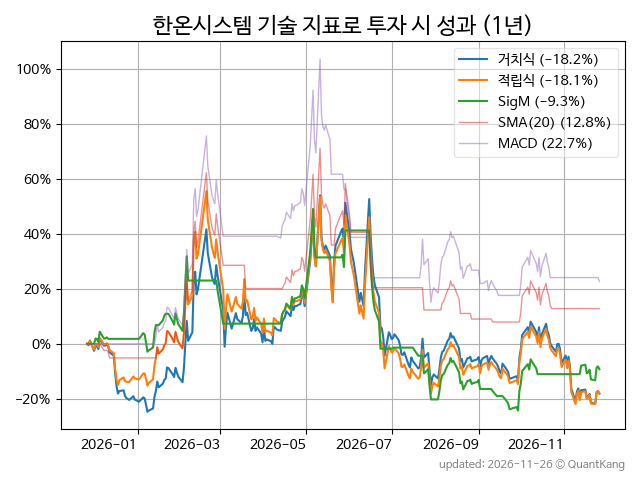 한온시스템 기술 지표로 투자 시 성과 (1년)
거치식 (−18.2%)
적립식 (−18.1%)
SigM (−9.3%)
SMA(20) (12.8%)
MACD (22.7%)
100%
80%
60%
40%
20%
0%
−20%
2026-01 2026-03 2026-05 2026-07 2026-09 2026-11
updated: 2026-11-26 ⓒ QuantKang